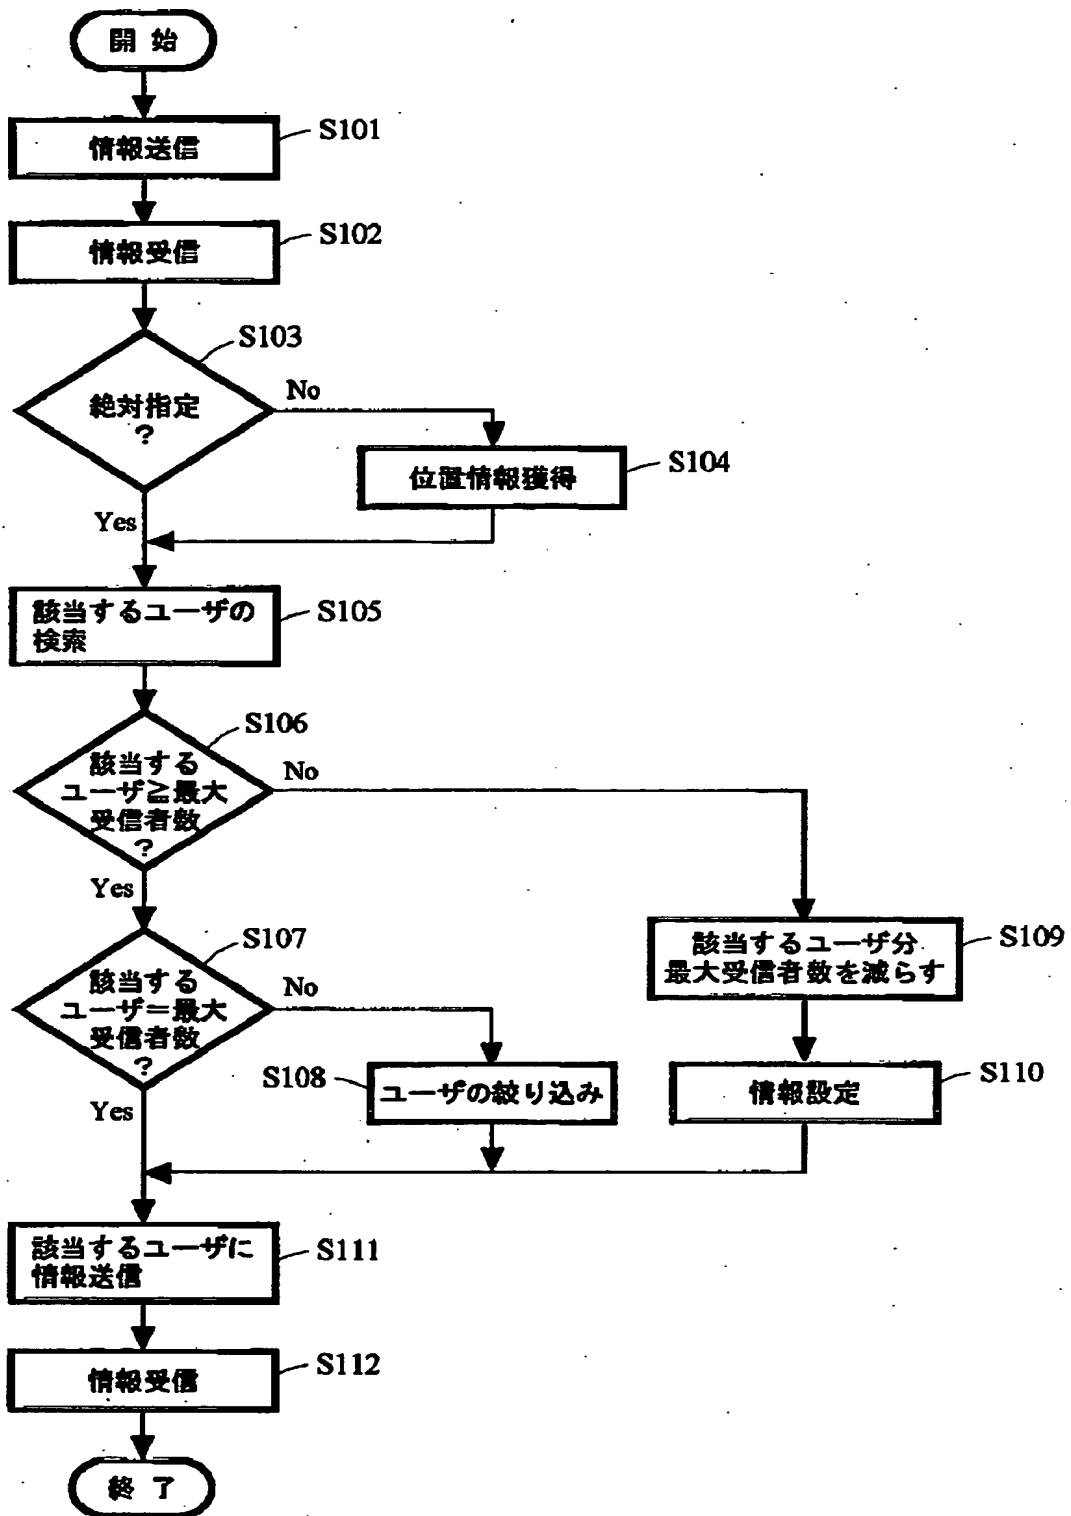 開始
情報送信
S101
情報受信
S102
S103
絶対指定
?
No
Yes
位置情報獲得
S104
該当するユーザの
検索
S105
S106
該当する
ユーザ≧最大
受信者数
?
No
Yes
S107
該当する
ユーザ=最大
受信者数
?
No
Yes
S108
ユーザの絞り込み
該当するユーザ分
最大受信者数を減らす
S109
情報設定
S110
該当するユーザに
情報送信
S111
情報受信
S112
終了